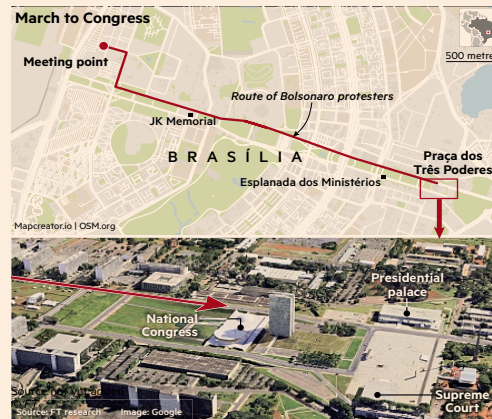 March to Congress
Meeting point
500 metre
Route of Bolsonaro protesters
JK Memorial
BRASÍLIA
Praça dos
Três Poderes
Esplanada dos Ministérios
Mapcreator.io | OSM.org
Presidential
palace
National
Congress
Supreme
Court
Source: FT research Image: Google